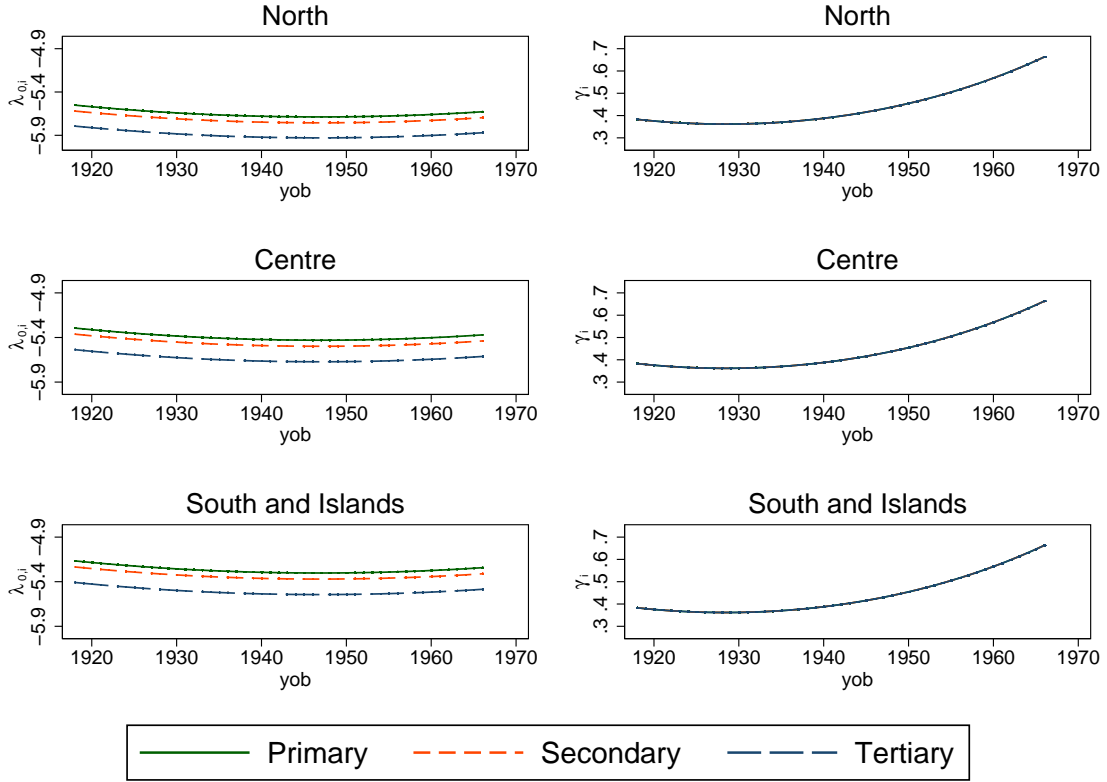 North North
λ0,i
−5.9 −5.4 −4.9
1920 1930 1940 1950 1960 1970
yob
γi
.3 .4 .5 .6 .7
1920 1930 1940 1950 1960 1970
yob
Centre Centre
λ0,i
−5.9 −5.4 −4.9
1920 1930 1940 1950 1960 1970
yob
γi
.3 .4 .5 .6 .7
1920 1930 1940 1950 1960 1970
yob
South and Islands South and Islands
λ0,i
−5.9 −5.4 −4.9
1920 1930 1940 1950 1960 1970
yob
γi
.3 .4 .5 .6 .7
1920 1930 1940 1950 1960 1970
yob
Primary Secondary Tertiary